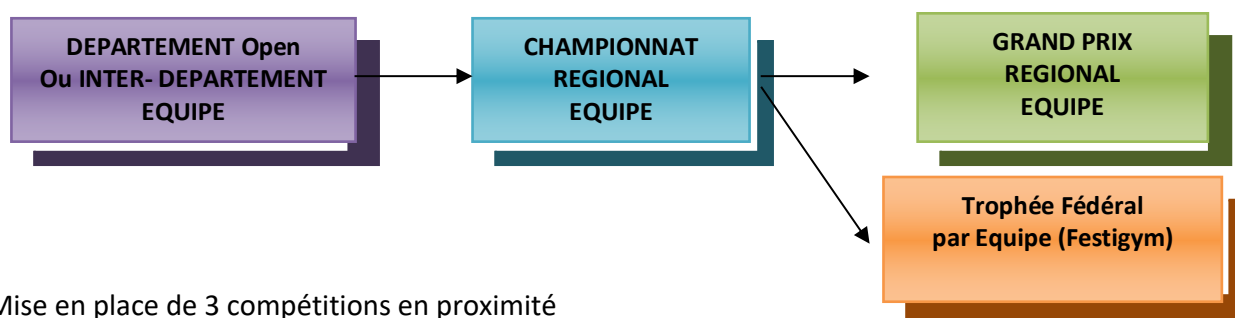 DEPARTEMENT Open
Ou INTER- DEPARTEMENT
EQUIPE
CHAMPIONNAT
REGIONAL
EQUIPE
GRAND PRIX
REGIONAL
EQUIPE
Trophée Fédéral
par Equipe (Festigym)
Mise en place de 3 compétitions en proximité